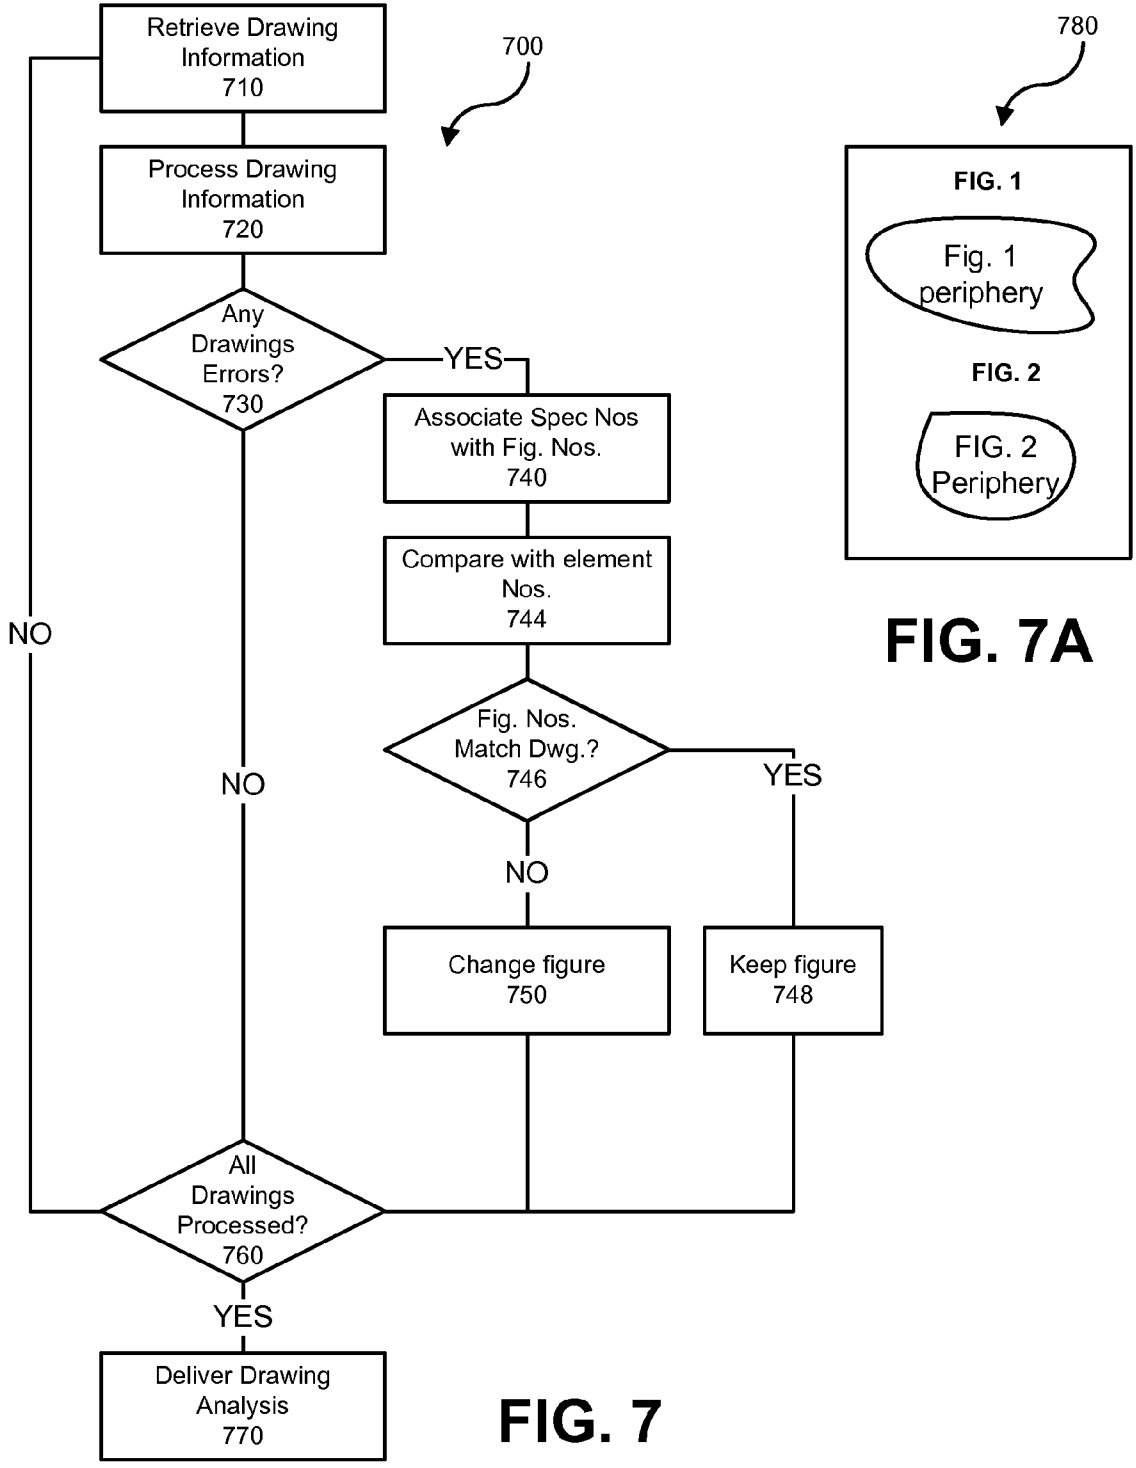 Retrieve Drawing
Information
710
700
Process Drawing
Information
720
Any
Drawings
Errors?
730
YES
Associate Spec Nos
with Fig. Nos.
740
Compare with element
Nos.
744
NO
Fig. Nos.
Match Dwg.?
746
YES
NO
NO
Change figure
750
Keep figure
748
All
Drawings
Processed?
760
YES
Deliver Drawing
Analysis
770
FIG. 7
780
FIG. 1
Fig. 1
periphery
FIG. 2
FIG. 2
Periphery
FIG. 7A